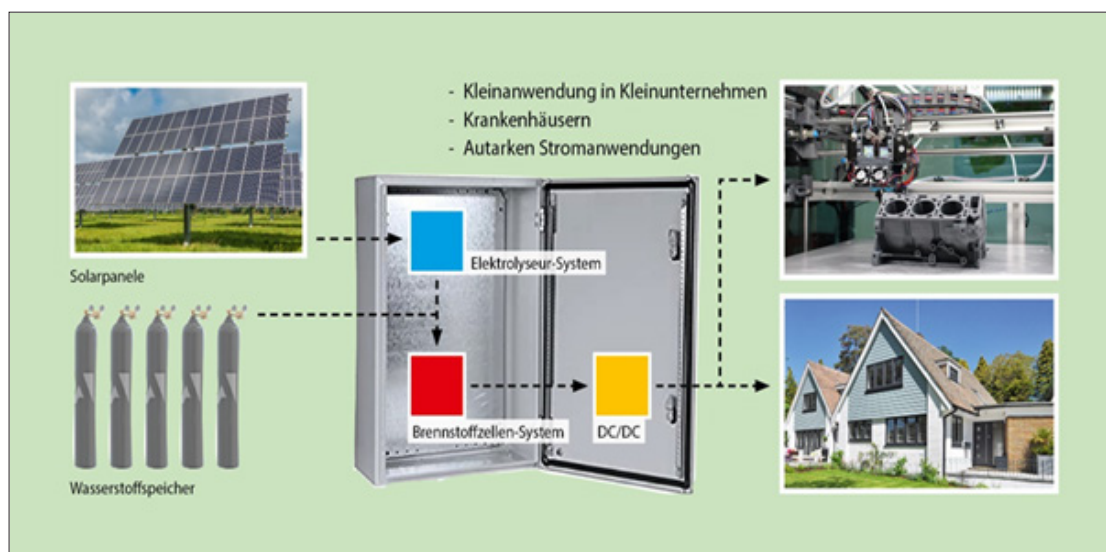 - Kleinanwendung in Kleinunternehmen
- Krankenhäusern
- Autarken Stromanwendungen
Solarpanele
Elektrolyseur-System
Brennstoffzellen-System
DC/DC
Wasserstoffspeicher